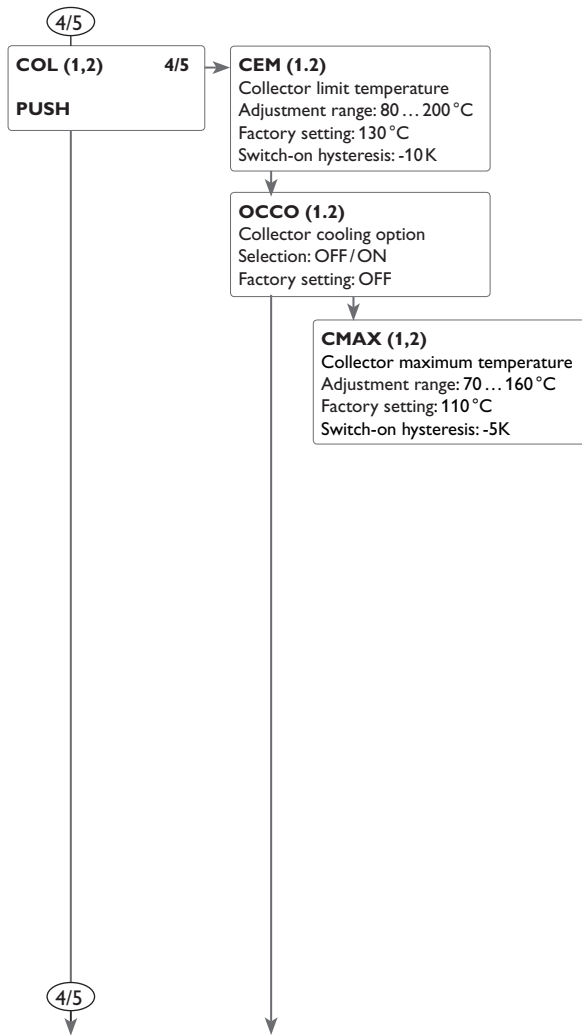 4/5
COL (1,2) 4/5
PUSH
CEM (1.2)
Collector limit temperature
Adjustment range: 80 … 200 °C
Factory setting: 130 °C
Switch-on hysteresis: -10 K
OCCO (1.2)
Collector cooling option
Selection: OFF / ON
Factory setting: OFF
CMAX (1,2)
Collector maximum temperature
Adjustment range: 70 … 160 °C
Factory setting: 110 °C
Switch-on hysteresis: -5K
4/5